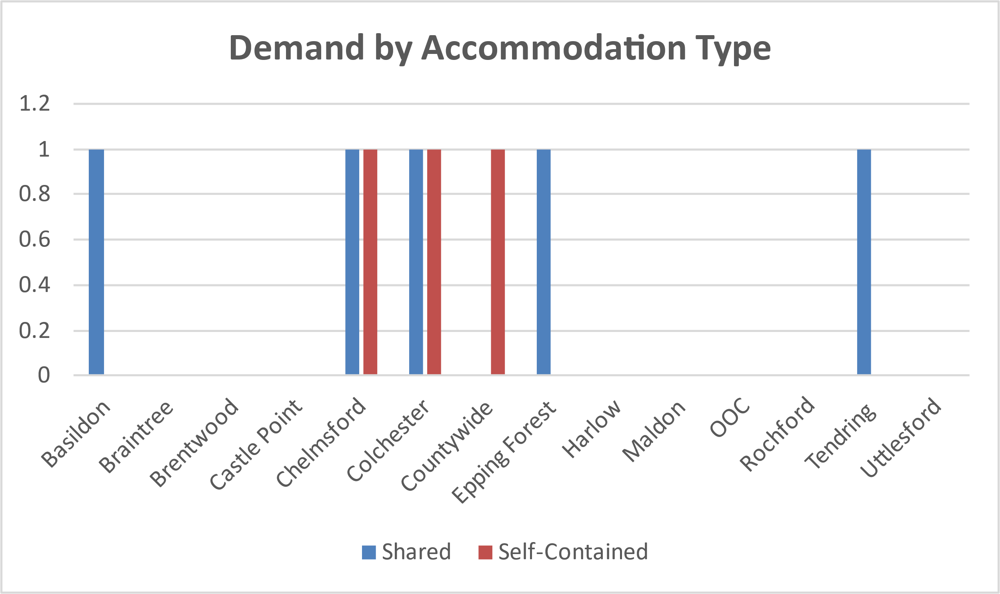 Demand by Accommodation Type
1.2
1
0.8
0.6
0.4
0.2
0
Basildon
Braintree
Brentwood
Castle Point
Chelmsford
Colchester
Countywide
Epping Forest
Harlow
Maldon
OOC
Rochford
Tendring
Uttlesford
Shared
Self-Contained